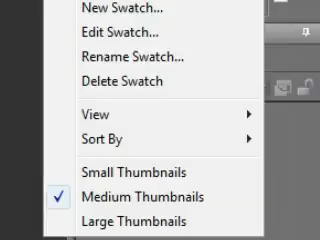 New Swatch...
Edit Swatch...
Rename Swatch...
Delete Swatch
View
Sort By
Small Thumbnails
Medium Thumbnails
Large Thumbnails